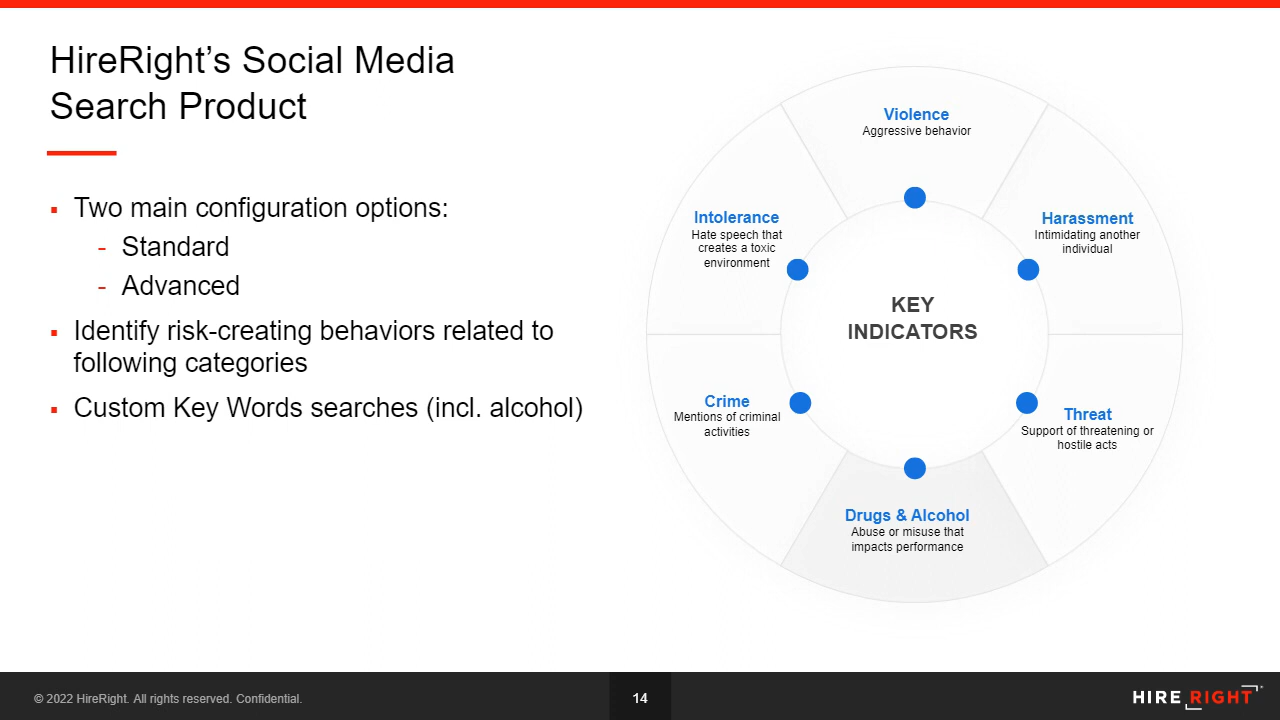 HireRight’s Social Media
Search Product
▪ Two main configuration options:
- Standard
- Advanced
▪ Identify risk-creating behaviors related to
following categories
▪ Custom Key Words searches (incl. alcohol)
Violence
Aggressive behavior
Harassment
Intimidating another
individual
Threat
Support of threatening or
hostile acts
Drugs & Alcohol
Abuse or misuse that
impacts performance
Crime
Mentions of criminal
activities
Intolerance
Hate speech that
creates a toxic
environment
KEY
INDICATORS
© 2022 HireRight. All rights reserved. Confidential.
14
HIRE RIGHT